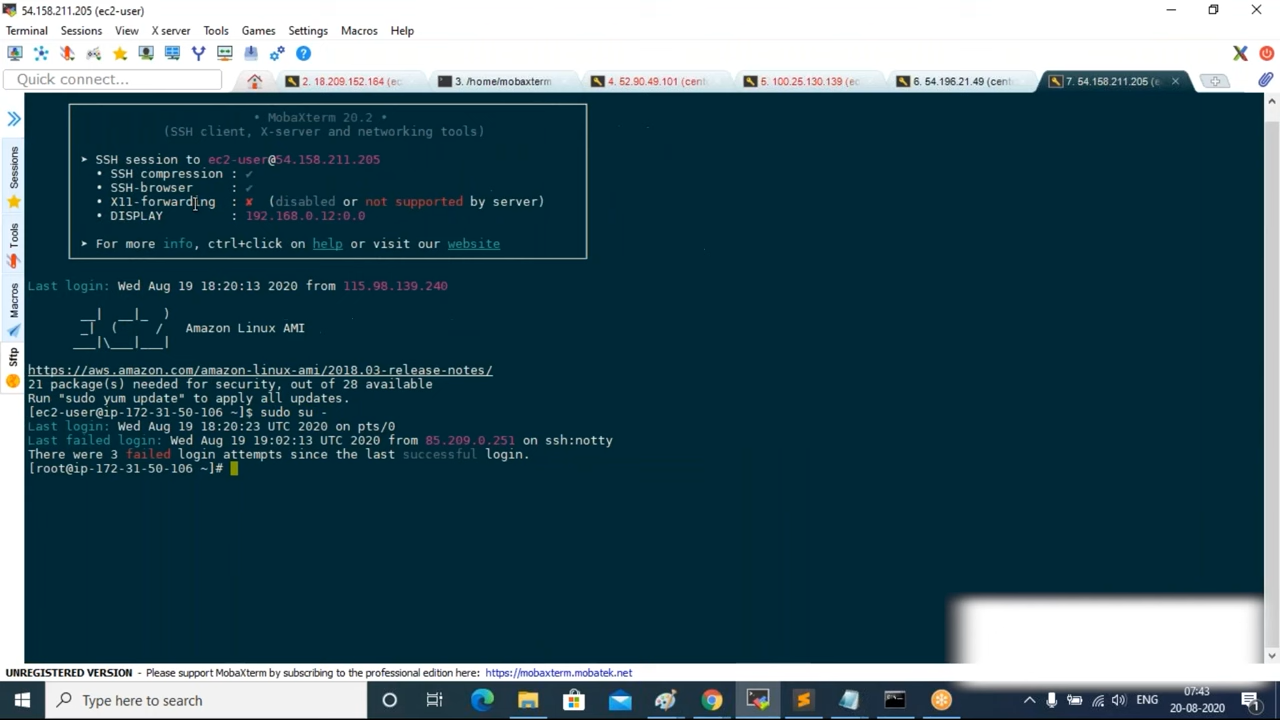 54.158.211.205 (ec2-user)
Terminal Sessions View X server Tools Games Settings Macros Help
Quick connect...
2. 18.209.152.164 (ec
3. /home/mobaxterm
4. 52.90.49.101 (cent
5. 100.25.130.139 (ec
6. 54.196.21.49 (cent
7. 54.158.211.205 (e
Sessions
Tools
Macros
Sftp
• MobaXterm 20.2 •
(SSH client, X-server and networking tools)
➤ SSH session to ec2-user@54.158.211.205
• SSH compression : ✔
• SSH-browser : ✔
• X11-forwarding : ✘ (disabled or not supported by server)
• DISPLAY : 192.168.0.12:0.0
➤ For more info, ctrl+click on help or visit our website
Last login: Wed Aug 19 18:20:13 2020 from 115.98.139.240
__| __|_ )
_| ( / Amazon Linux AMI
___|\___|___|
https://aws.amazon.com/amazon-linux-ami/2018.03-release-notes/
21 package(s) needed for security, out of 28 available
Run "sudo yum update" to apply all updates.
[ec2-user@ip-172-31-50-106 ~]$ sudo su -
Last login: Wed Aug 19 18:20:23 UTC 2020 on pts/0
Last failed login: Wed Aug 19 19:02:13 UTC 2020 from 85.209.0.251 on ssh:notty
There were 3 failed login attempts since the last successful login.
[root@ip-172-31-50-106 ~]#
UNREGISTERED VERSION - Please support MobaXterm by subscribing to the professional edition here: https://mobaxterm.mobatek.net
Type here to search
ENG
07:43
20-08-2020
1